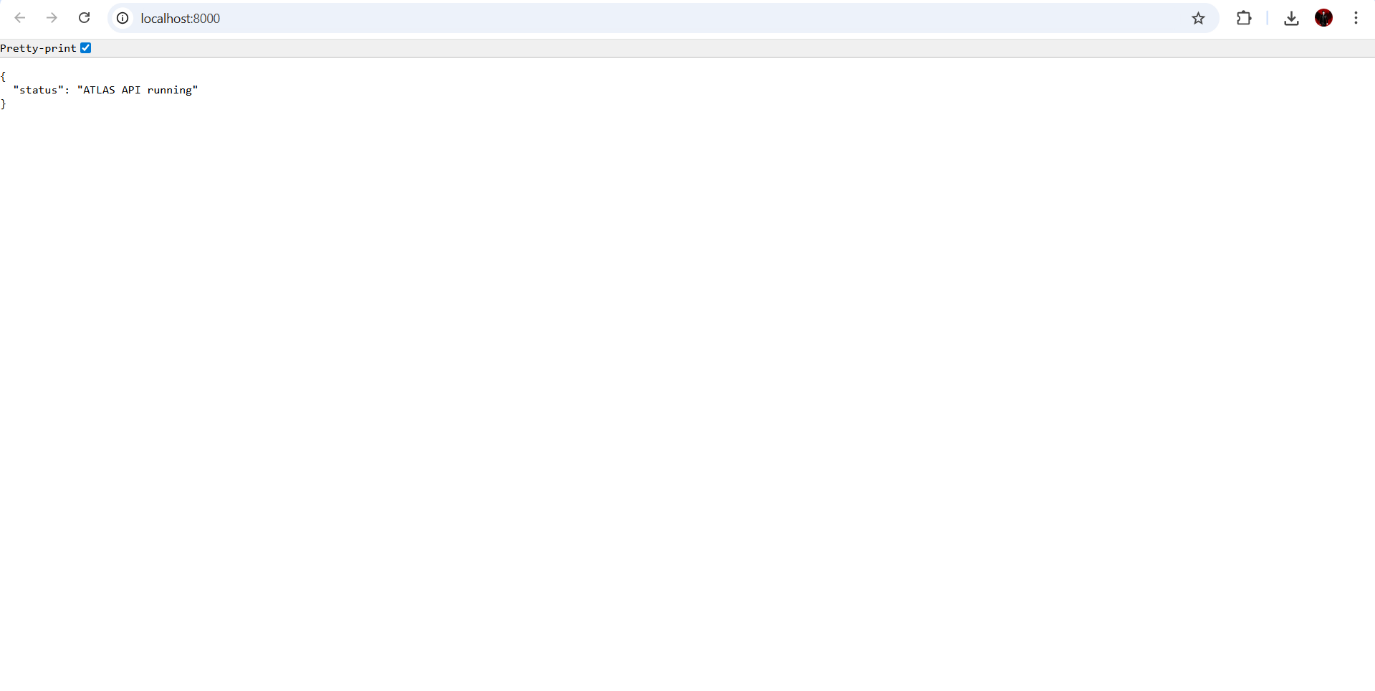 localhost:8000
Pretty-print
{
  "status": "ATLAS API running"
}